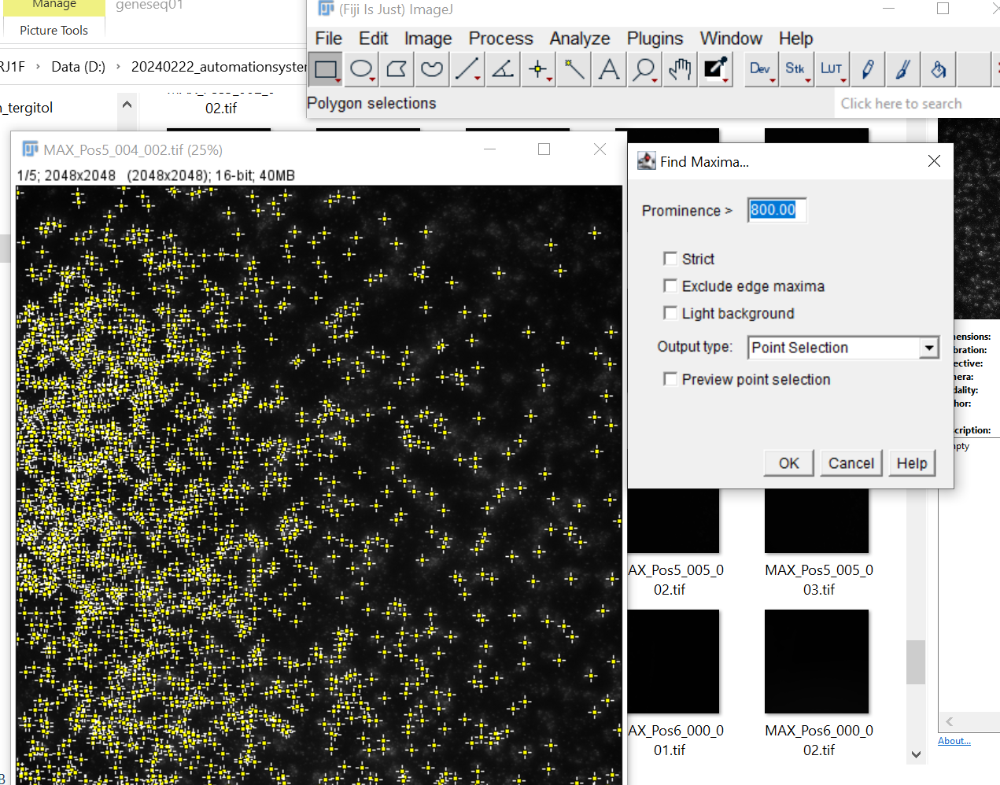 Manage
geneseq01
Picture Tools
(Fiji Is Just) ImageJ
File Edit Image Process Analyze Plugins Window Help
RJ1F › Data (D:) › 20240222_automationsyster
Dev Stk LUT
Polygon selections
Click here to search
_tergitol
02.tif
MAX_Pos5_004_002.tif (25%)
1/5; 2048x2048 (2048x2048); 16-bit; 40MB
Find Maxima...
Prominence > 800.00
Strict
Exclude edge maxima
Light background
Output type: Point Selection
Preview point selection
OK Cancel Help
mensions:
bration:
ective:
nera:
dality:
hor:
scription:
npty
AX_Pos5_005_0
02.tif
MAX_Pos5_005_0
03.tif
AX_Pos6_000_0
01.tif
MAX_Pos6_000_0
02.tif
About...
B